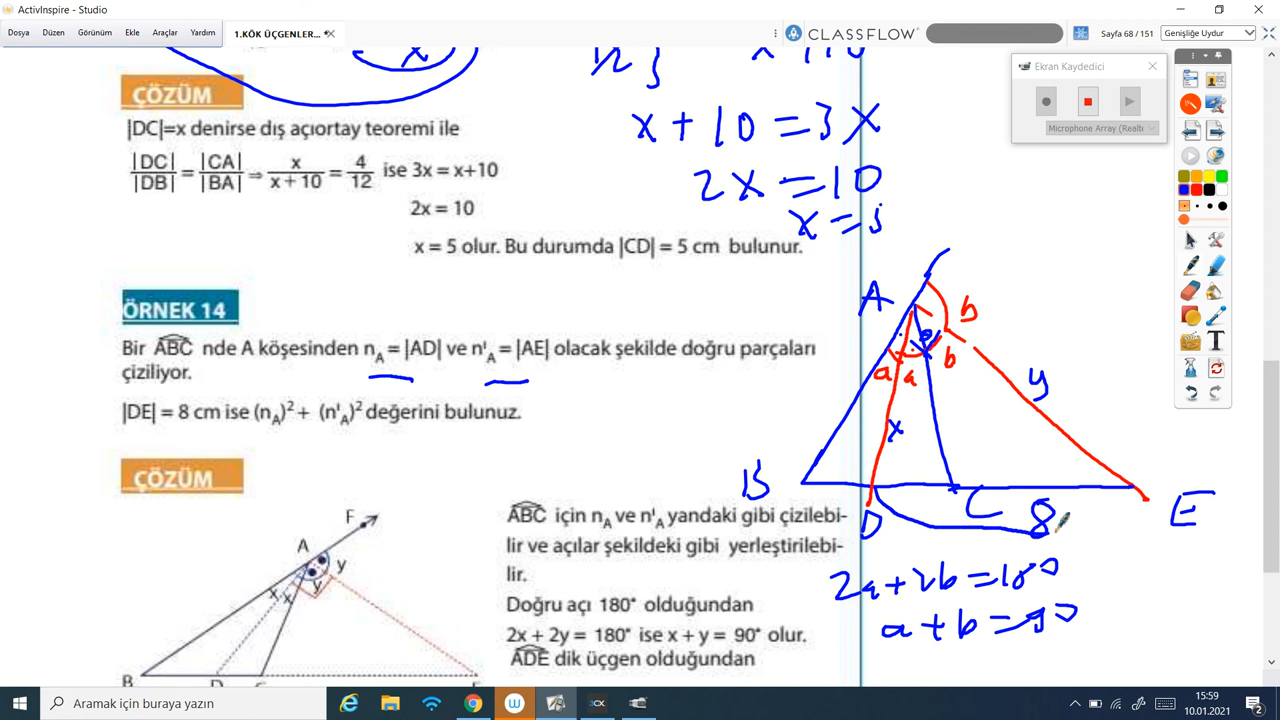 ActivInspire - Studio
Dosya Düzen Görünüm Ekle Araçlar Yardım
1.KÖK ÜÇGENLER...
CLASSFLOW
Sayfa 68 / 151
Genişliğe Uydur
Ekran Kaydedici
Microphone Array (Realt
ÇÖZÜM
|DC|=x denirse dış açıortay teoremi ile
|DC| / |DB| = |CA| / |BA| ⇒ x / x + 10 = 4 / 12 ise 3x = x+10
2x = 10
x = 5 olur. Bu durumda |CD| = 5 cm bulunur.
x + 10 = 3x
2x = 10
x = 5
ÖRNEK 14
Bir ABC nde A köşesinden nA = |AD| ve n'A = |AE| olacak şekilde doğru parçaları
çiziliyor.
|DE| = 8 cm ise (nA)² + (n'A)² değerini bulunuz.
A
b
b
a a
x
y
B
D
C
8
E
2a + 2b = 180
a + b = 90
ÇÖZÜM
F
A
y
y
x x
B
ABC için nA ve n'A yandaki gibi çizilebi-
lir ve açılar şekildeki gibi yerleştirilebi-
lir.
Doğru açı 180° olduğundan
2x + 2y = 180° ise x + y = 90° olur.
ADE dik üçgen olduğundan
Aramak için buraya yazın
3CX
15:59
10.01.2021
2